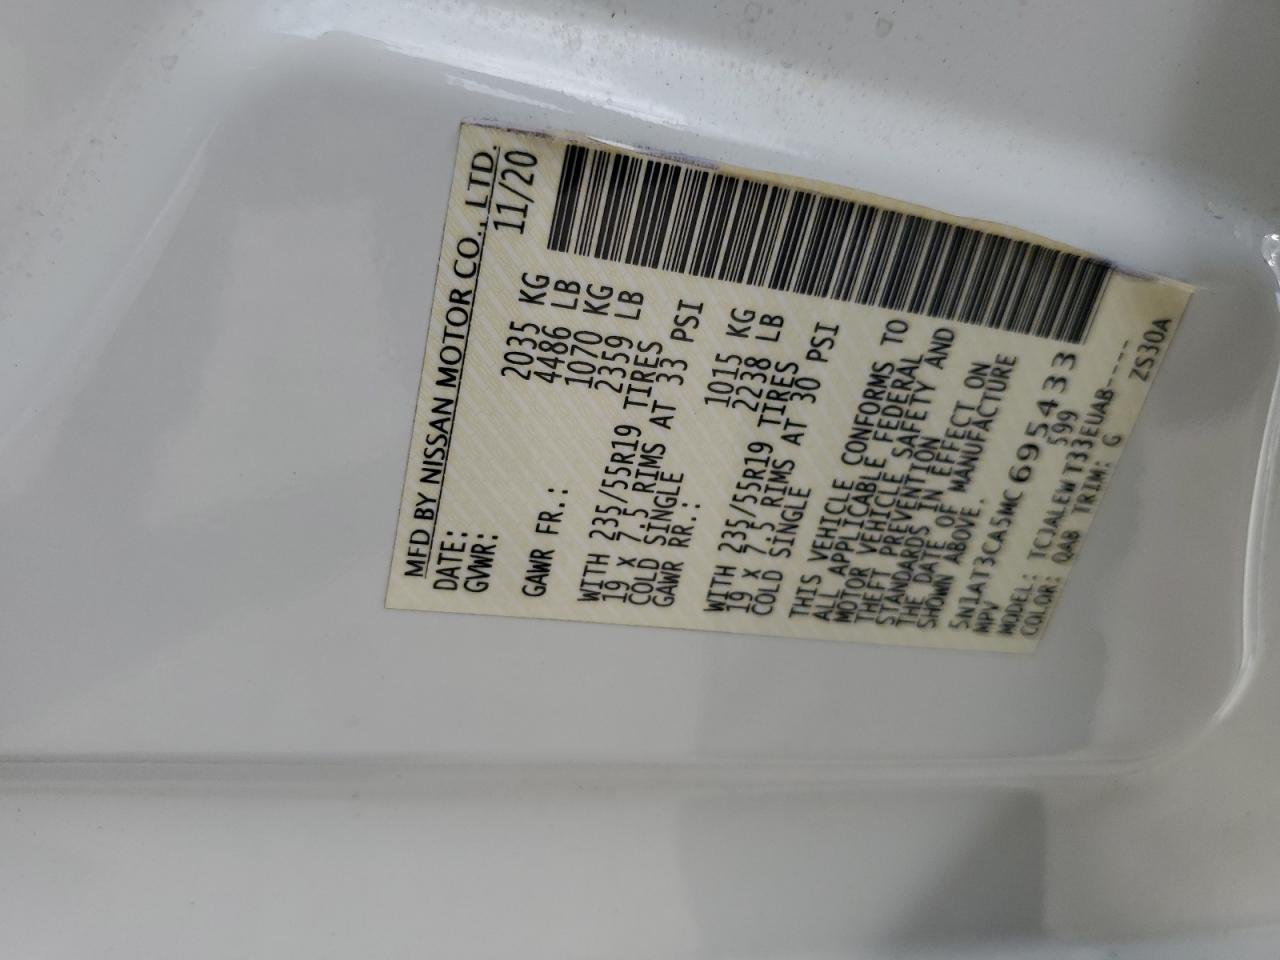 MFD BY NISSAN MOTOR CO., LTD.
DATE: 11/20
GVWR: 2035 KG
4486 LB
GAWR FR.: 1070 KG
2359 LB
WITH 235/55R19 TIRES
19 X 7.5 RIMS AT 33 PSI
COLD SINGLE
GAWR RR.: 1015 KG
2238 LB
WITH 235/55R19 TIRES
19 X 7.5 RIMS AT 30 PSI
COLD SINGLE
THIS VEHICLE CONFORMS TO
ALL APPLICABLE FEDERAL
MOTOR VEHICLE SAFETY AND
THEFT PREVENTION
STANDARDS IN EFFECT ON
THE DATE OF MANUFACTURE
SHOWN ABOVE.
5N1AT3CA5MC695433
MPV 599
MODEL: TCJALEWT33EUAB----
COLOR: QAB TRIM: G ZS30A